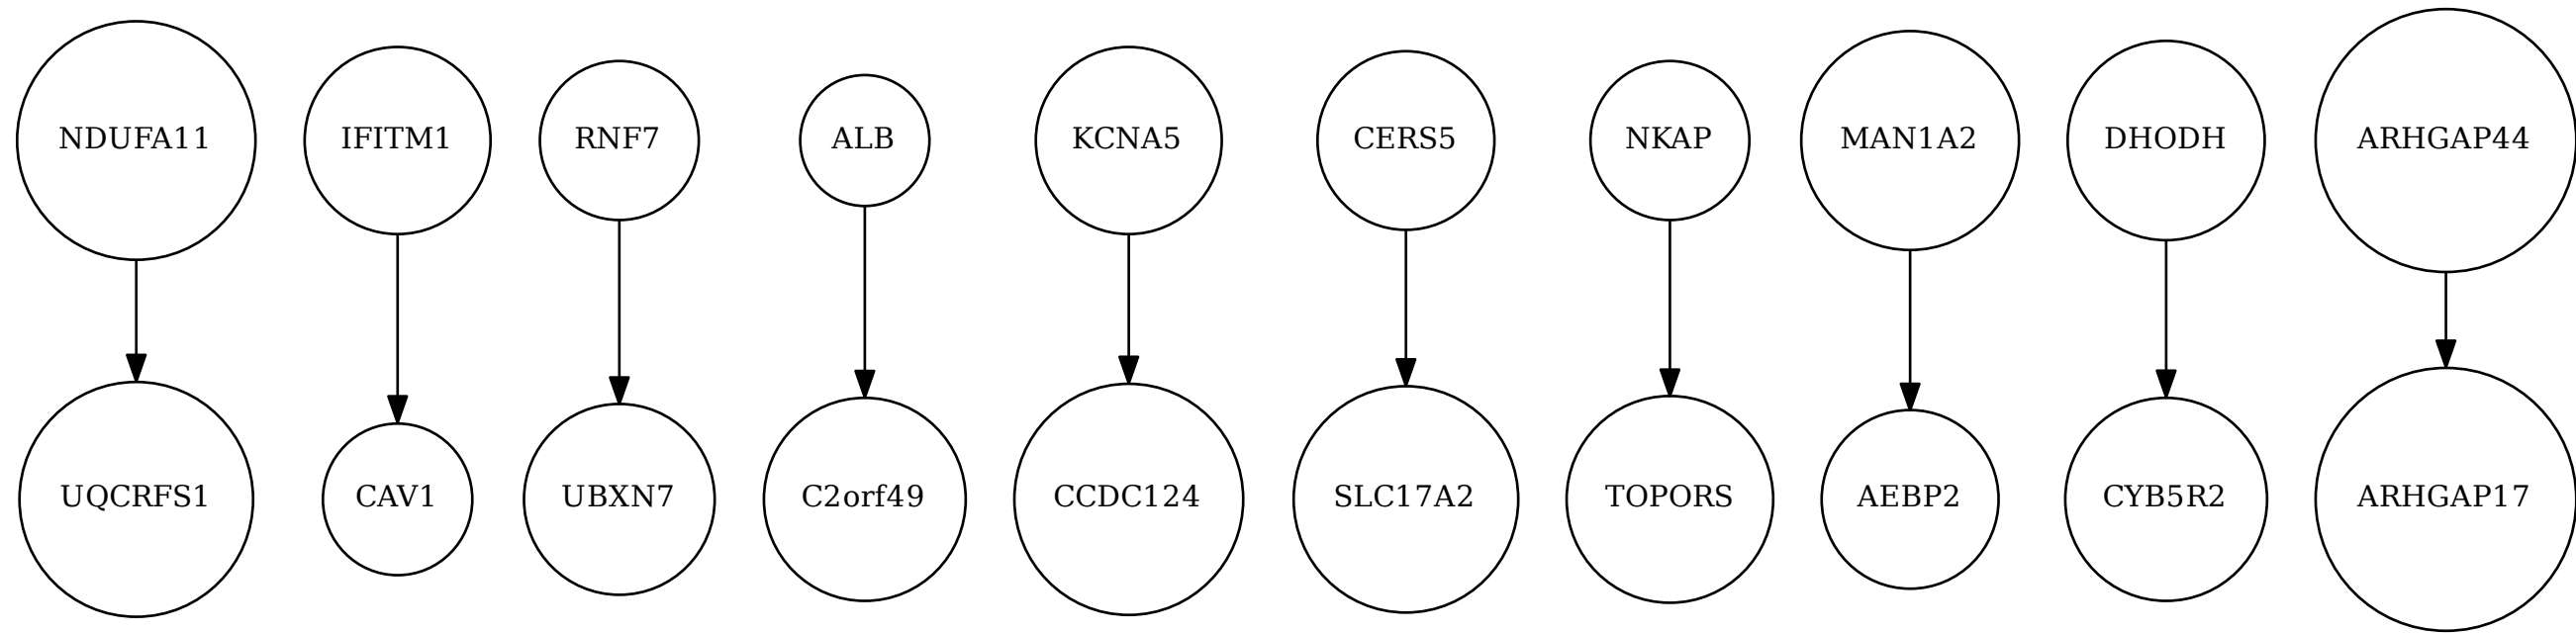 NDUFA11 IFITM1 RNF7 ALB KCNA5 CERS5 NKAP MAN1A2 DHODH ARHGAP44
UQCRFS1 CAV1 UBXN7 C2orf49 CCDC124 SLC17A2 TOPORS AEBP2 CYB5R2 ARHGAP17